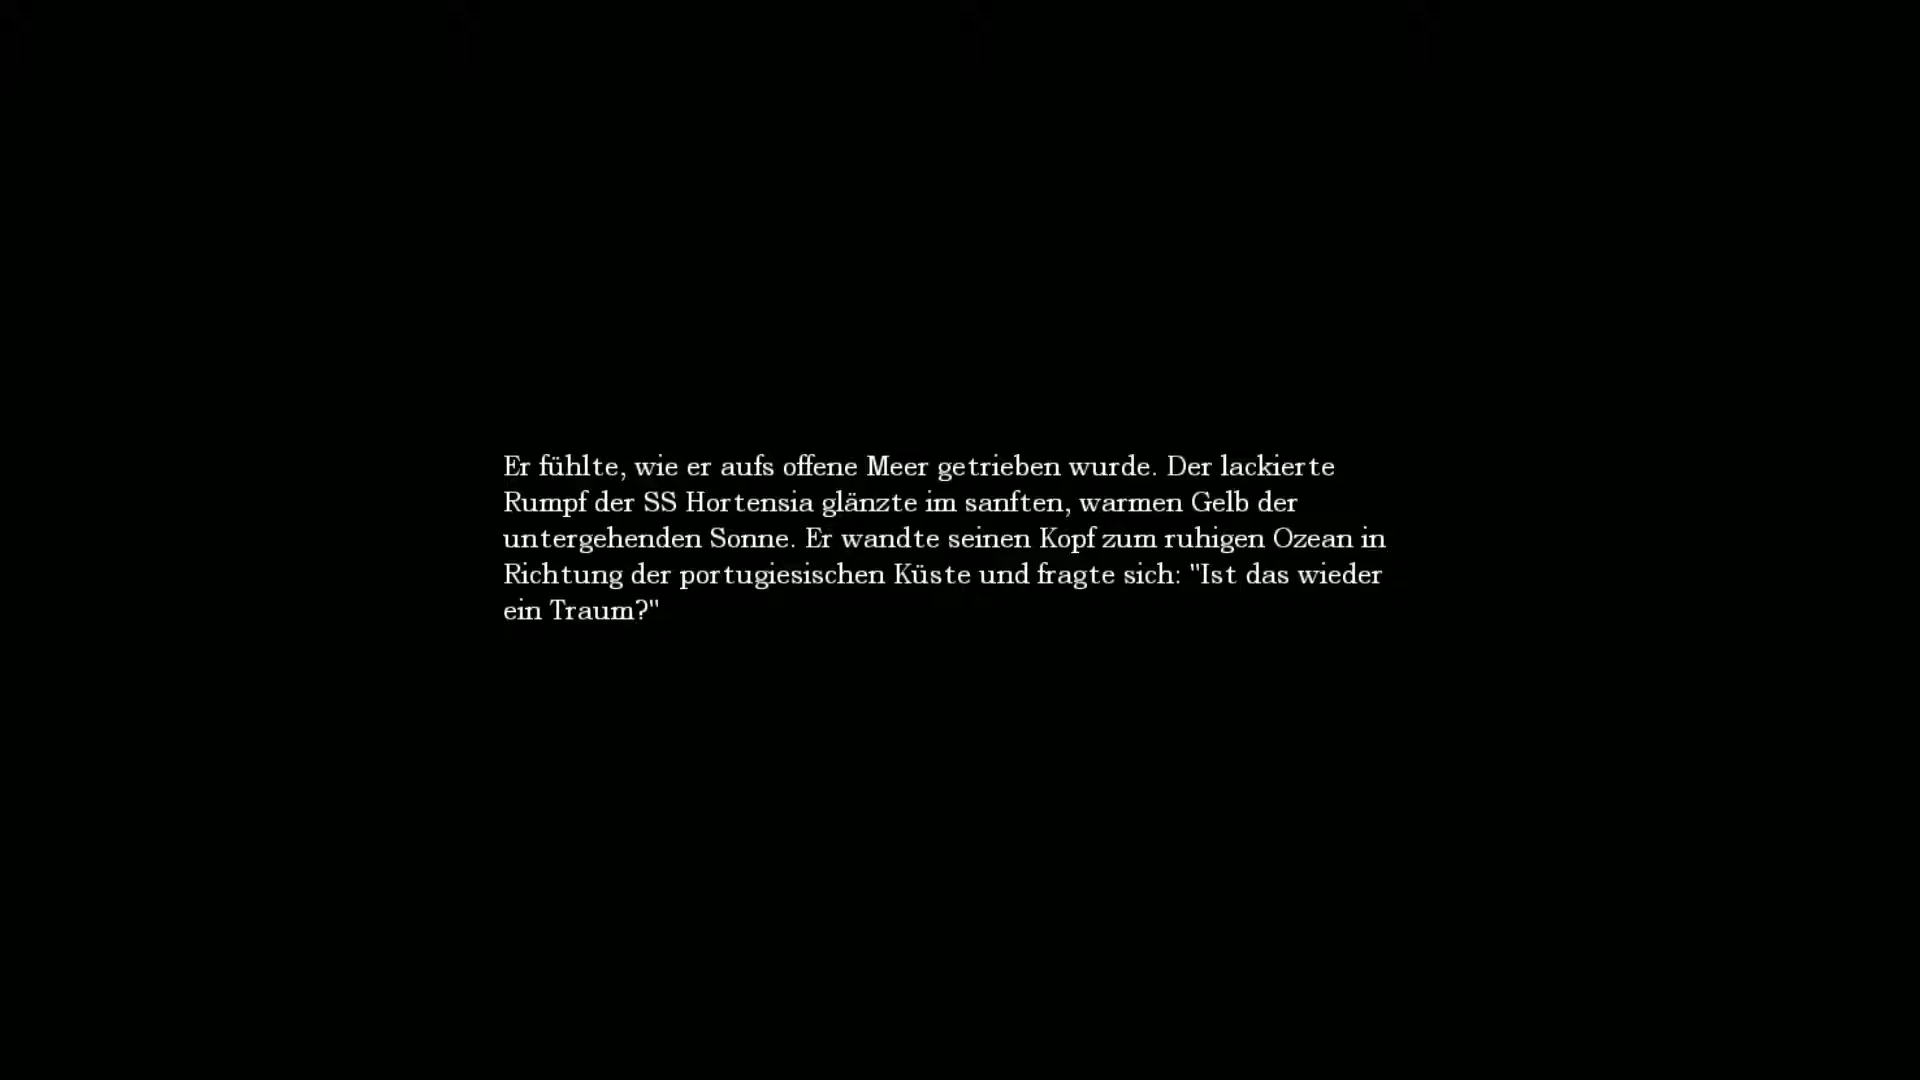 Er fühlte, wie er aufs offene Meer getrieben wurde. Der lackierte
Rumpf der SS Hortensia glänzte im sanften, warmen Gelb der
untergehenden Sonne. Er wandte seinen Kopf zum ruhigen Ozean in
Richtung der portugiesischen Küste und fragte sich: "Ist das wieder
ein Traum?"